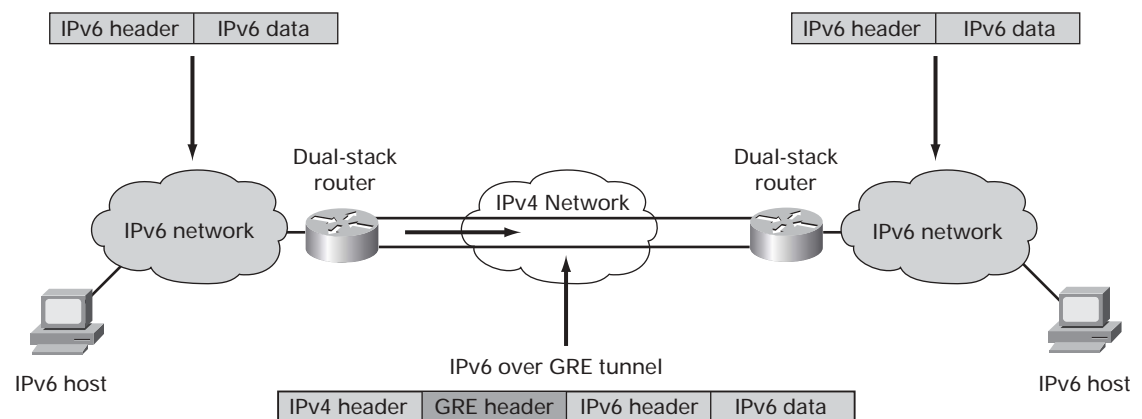 IPv6 header IPv6 data
IPv6 header IPv6 data
Dual-stack
router
Dual-stack
router
IPv6 network
IPv4 Network
IPv6 network
IPv6 host
IPv6 over GRE tunnel
IPv6 host
IPv4 header GRE header IPv6 header IPv6 data